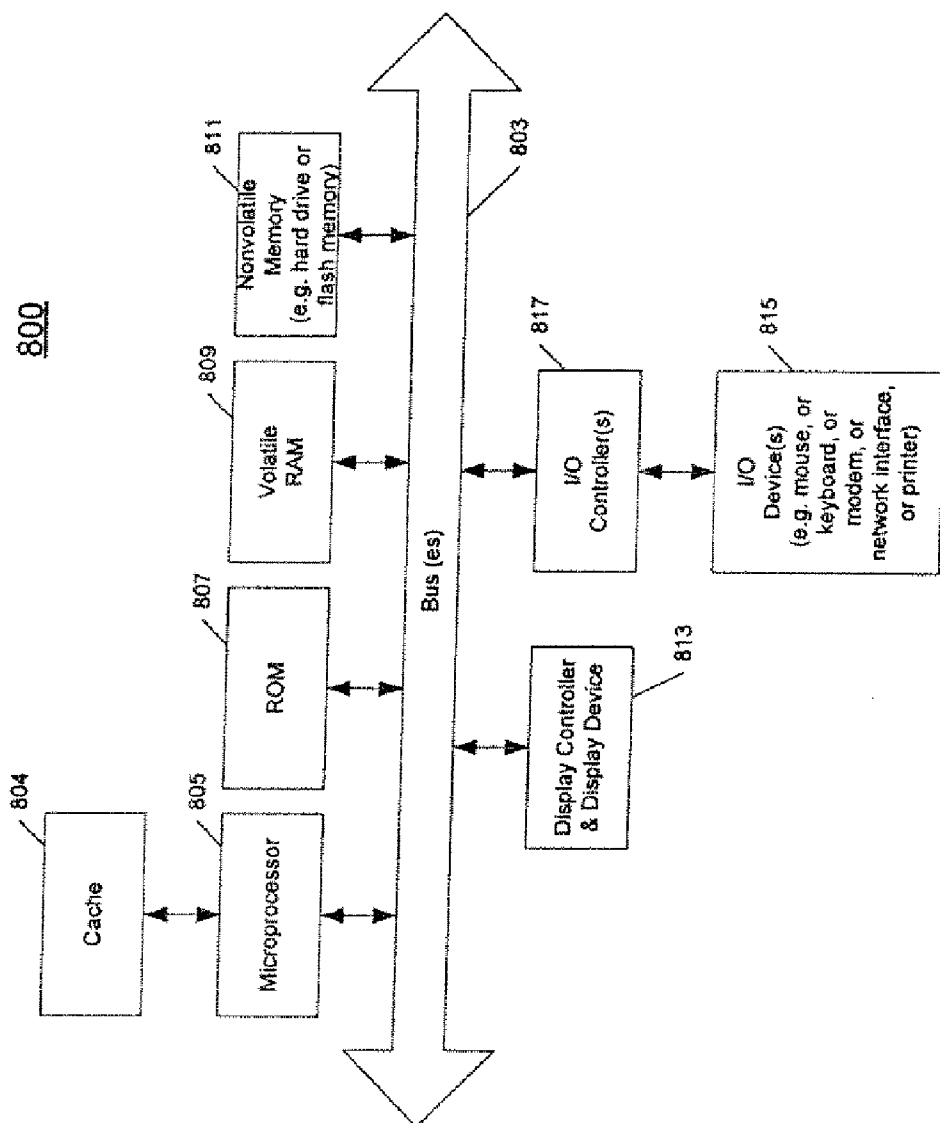 800
804
Cache
805
Microprocessor
807
ROM
809
Volatile
RAM
811
Nonvolatile
Memory
(e.g. hard drive or
flash memory)
Bus (es)
803
813
Display Controller
& Display Device
817
I/O
Controller(s)
815
I/O
Device(s)
(e.g. mouse, or
keyboard, or
modem, or
network interface,
or printer)